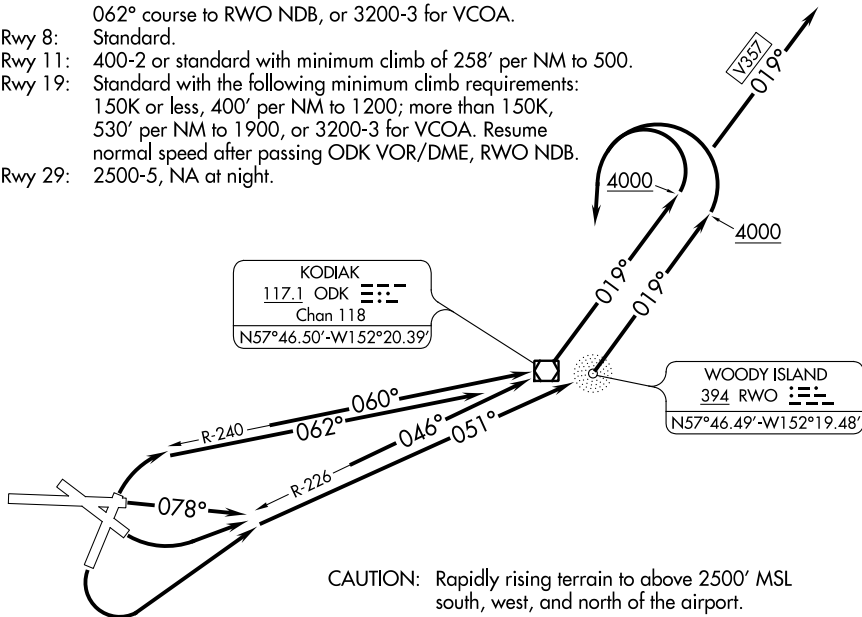 062° course to RWO NDB, or 3200-3 for VCOA.
Rwy 8: Standard.
Rwy 11: 400-2 or standard with minimum climb of 258' per NM to 500.
Rwy 19: Standard with the following minimum climb requirements:
150K or less, 400' per NM to 1200; more than 150K,
530' per NM to 1900, or 3200-3 for VCOA. Resume
normal speed after passing ODK VOR/DME, RWO NDB.
Rwy 29: 2500-5, NA at night.
V357
019°
4000
4000
019°
019°
KODIAK
117.1 ODK
Chan 118
N57°46.50'-W152°20.39'
WOODY ISLAND
394 RWO
N57°46.49'-W152°19.48'
060°
R-240
062°
046°
051°
R-226
078°
CAUTION: Rapidly rising terrain to above 2500' MSL
south, west, and north of the airport.